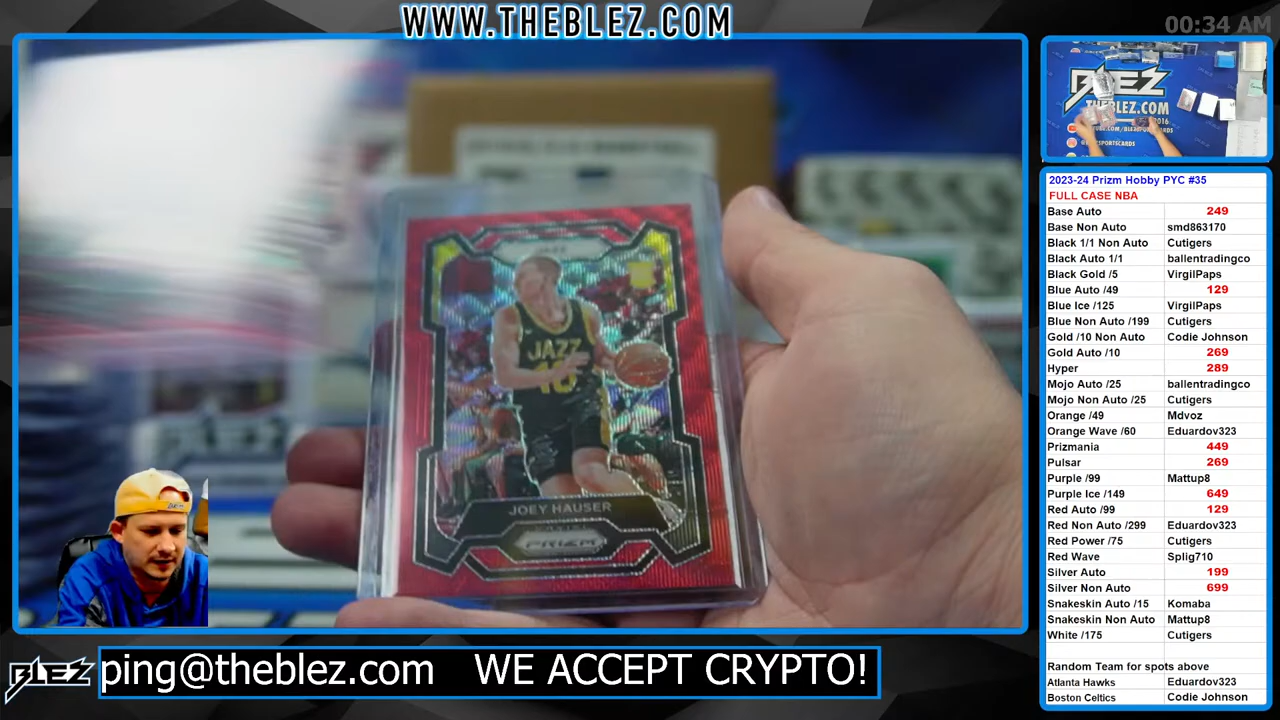 WWW.THEBLEZ.COM
00:34 AM
BLEZ
THEBLEZ.COM
2023-24 Prizm Hobby PYC #35
FULL CASE NBA
Base Auto 249
Base Non Auto smd863170
Black 1/1 Non Auto Cutigers
Black Auto 1/1 ballentradingco
Black Gold /5 VirgilPaps
Blue Auto /49 129
Blue Ice /125 VirgilPaps
Blue Non Auto /199 Cutigers
Gold /10 Non Auto Codie Johnson
Gold Auto /10 269
Hyper 289
Mojo Auto /25 ballentradingco
Mojo Non Auto /25 Cutigers
Orange /49 Mdvoz
Orange Wave /60 Eduardov323
Prizmania 449
Pulsar 269
Purple /99 Mattup8
Purple Ice /149 649
Red Auto /99 129
Red Non Auto /299 Eduardov323
Red Power /75 Cutigers
Red Wave Splig710
Silver Auto 199
Silver Non Auto 699
Snakeskin Auto /15 Komaba
Snakeskin Non Auto Mattup8
White /175 Cutigers
Random Team for spots above
Atlanta Hawks Eduardov323
Boston Celtics Codie Johnson
JAZZ
JAZZ
10
JOEY HAUSER
PRIZM
BLEZ
ping@theblez.com WE ACCEPT CRYPTO!